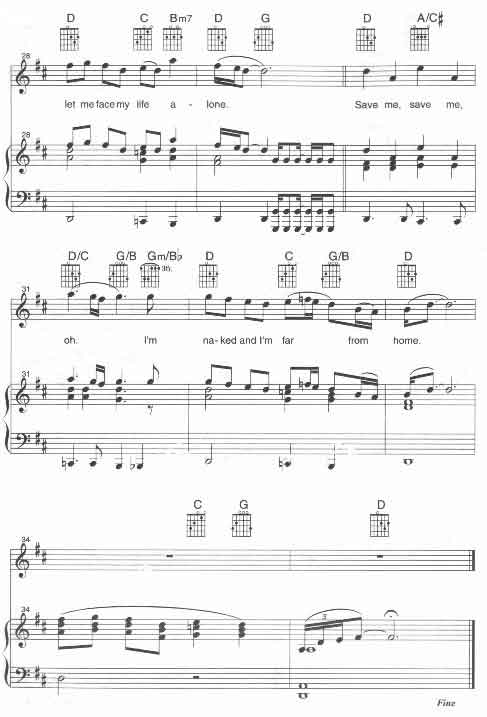 D C Bm7 D G D A/C♯
28
let me face my life a - lone. Save me, save me,
28
D/C G/B Gm/B♭ D C G/B D
3fr.
31
oh. I'm na - ked and I'm far from home.
31
C G D
34
34
3
Fine